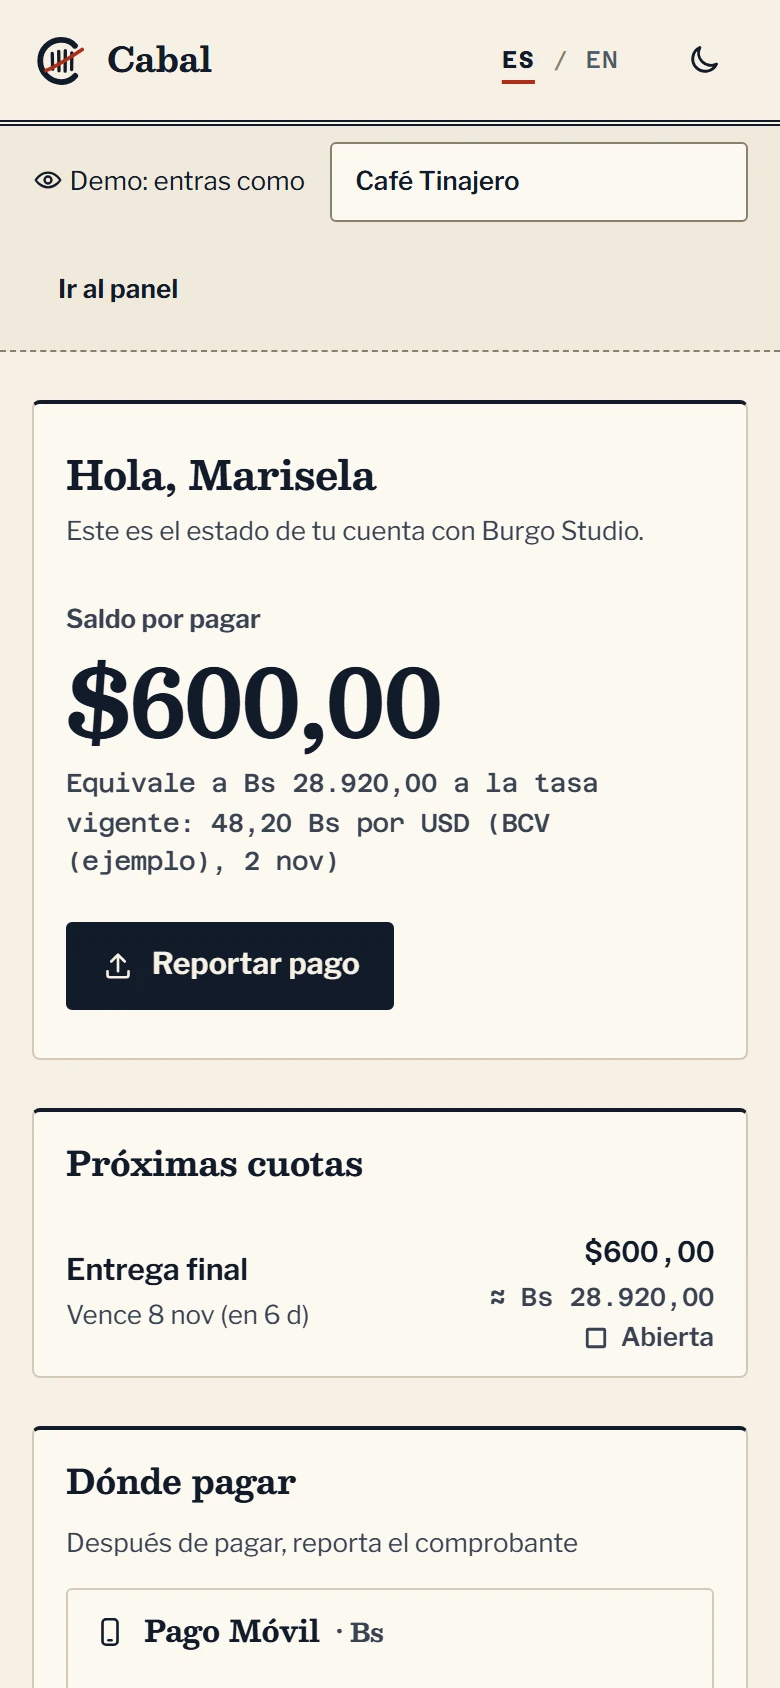 Cabal
ES / EN
Demo: entras como
Café Tinajero
Ir al panel
Hola, Marisela
Este es el estado de tu cuenta con Burgo Studio.
Saldo por pagar
$600,00
Equivale a Bs 28.920,00 a la tasa
vigente: 48,20 Bs por USD (BCV
(ejemplo), 2 nov)
Reportar pago
Próximas cuotas
Entrega final
Vence 8 nov (en 6 d)
$600,00
≈ Bs 28.920,00
Abierta
Dónde pagar
Después de pagar, reporta el comprobante
Pago Móvil · Bs